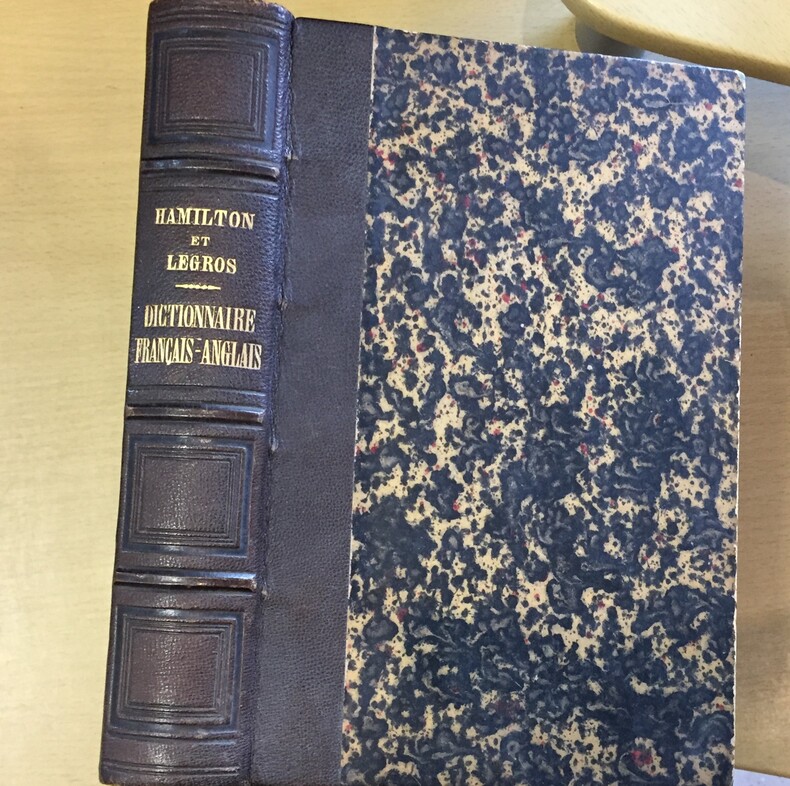 HAMILTON
ET
LEGROS
DICTIONNAIRE
FRANÇAIS-ANGLAIS